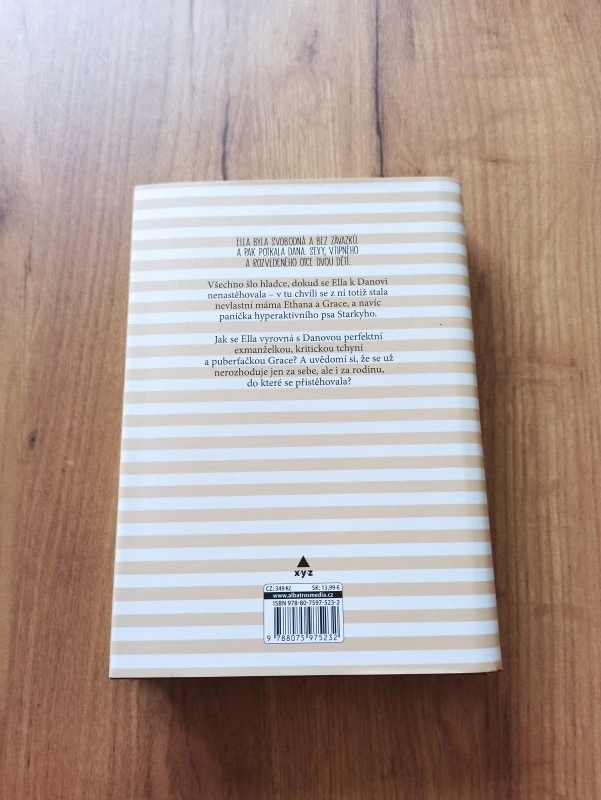 ELLA BYLA SVOBODNÁ A BEZ ZÁVAZKŮ.
A PAK POTKALA DANA. SEXY, VTIPNÉHO
A ROZVEDENÉHO OTCE DVOU DĚTÍ.
Všechno šlo hladce, dokud se Ella k Danovi
nenastěhovala – v tu chvíli se z ní totiž stala
nevlastní máma Ethana a Grace, a navíc
panička hyperaktivního psa Starkyho.
Jak se Ella vyrovná s Danovou perfektní
exmanželkou, kritickou tchyní
a puberťačkou Grace? A uvědomí si, že se už
nerozhoduje jen za sebe, ale i za rodinu,
do které se přistěhovala?
xyz
CZ: 349 Kč SK: 13,99 €
www.albatrosmedia.cz
ISBN 978-80-7597-523-2
9 788075 975232